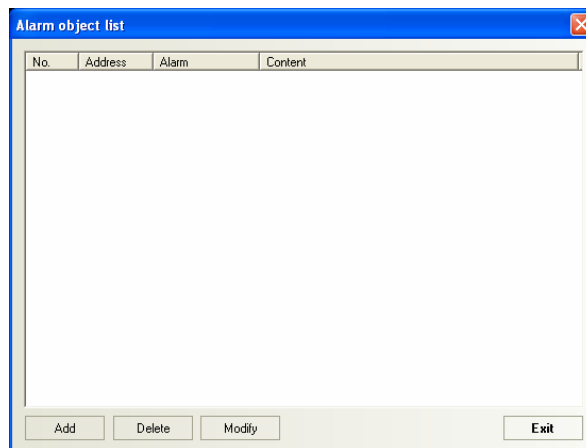 Alarm object list
No. Address Alarm Content
Add Delete Modify Exit